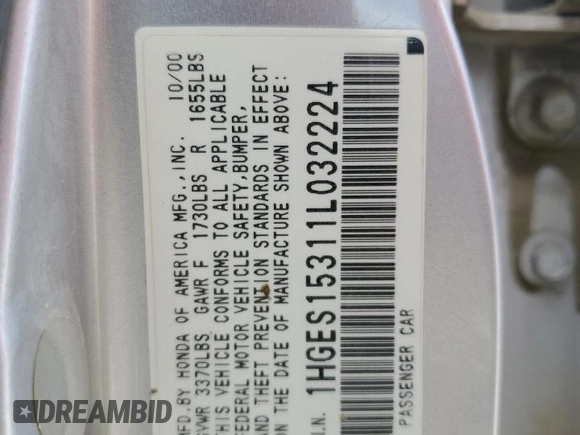 MFD.BY HONDA OF AMERICA MFG.,INC. 10/00
GVWR 3370LBS GAWR F 1730LBS R 1655LBS
THIS VEHICLE CONFORMS TO ALL APPLICABLE
FEDERAL MOTOR VEHICLE SAFETY,BUMPER,
AND THEFT PREVENTION STANDARDS IN EFFECT
ON THE DATE OF MANUFACTURE SHOWN ABOVE:
I.N. 1HGES15311L032224
PASSENGER CAR
DREAMBID